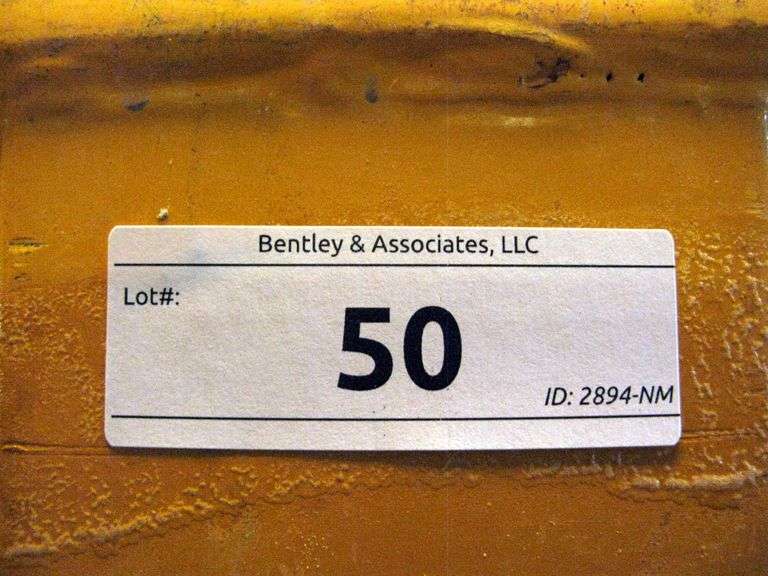 Bentley & Associates, LLC
Lot#:
50
ID: 2894-NM